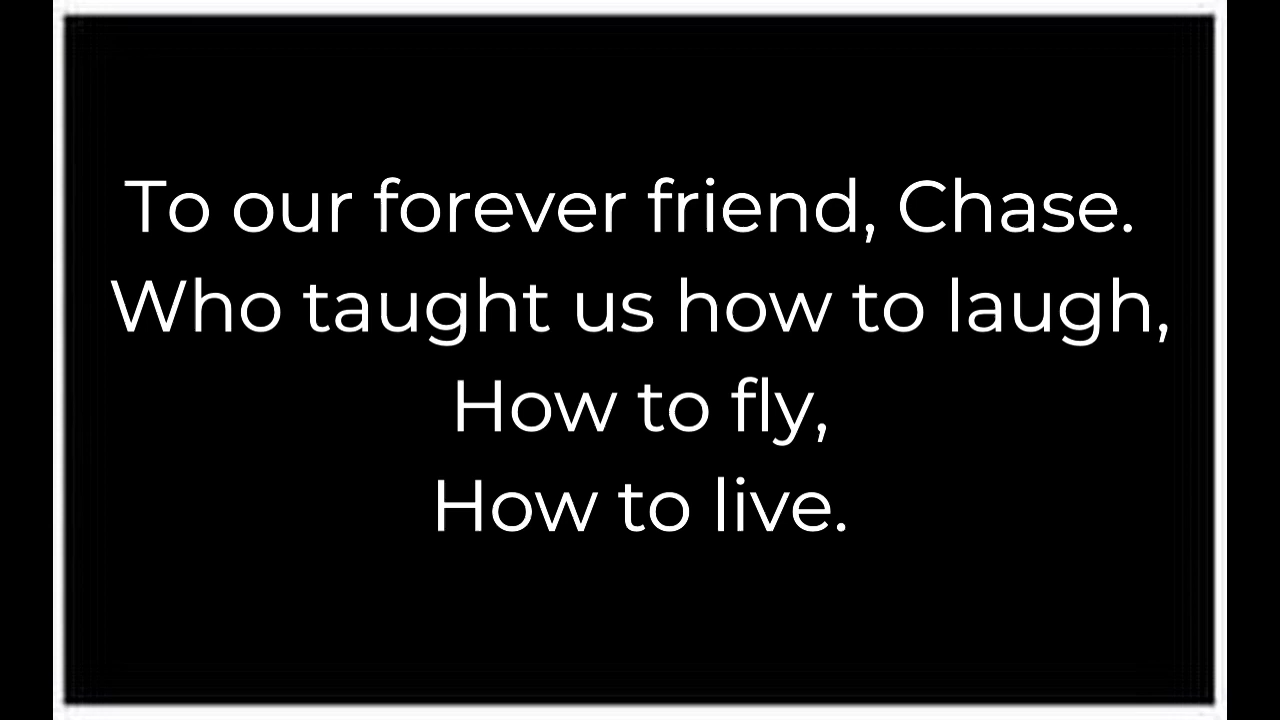 To our forever friend, Chase.
Who taught us how to laugh,
How to fly,
How to live.